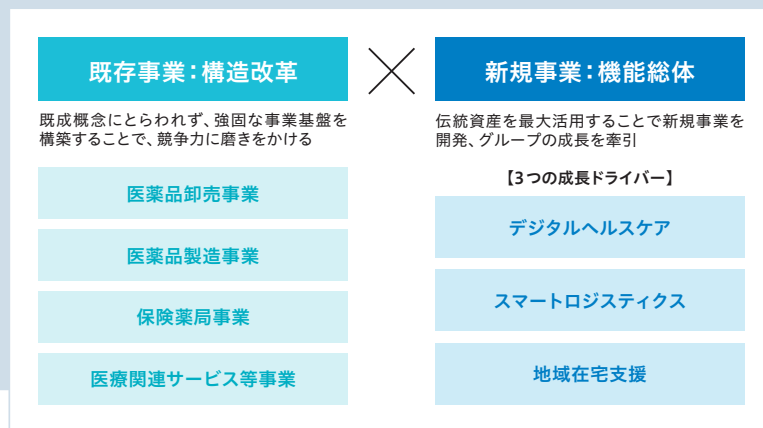 既存事業：構造改革
既成概念にとらわれず、強固な事業基盤を
構築することで、競争力に磨きをかける
医薬品卸売事業
医薬品製造事業
保険薬局事業
医療関連サービス等事業
新規事業：機能総体
伝統資産を最大活用することで新規事業を
開発、グループの成長を牽引
【3つの成長ドライバー】
デジタルヘルスケア
スマートロジスティクス
地域在宅支援